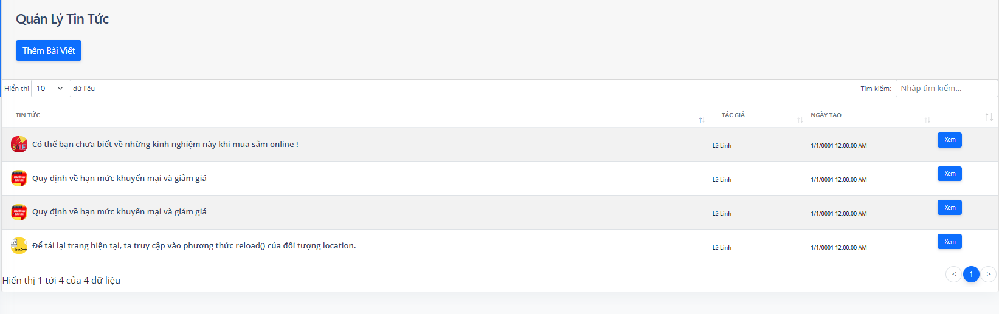 Quản Lý Tin Tức
Thêm Bài Viết
Hiển thị 10 dữ liệu
Tìm kiếm: Nhập tìm kiếm...
TIN TỨC TÁC GIẢ NGÀY TẠO
Có thể bạn chưa biết về những kinh nghiệm này khi mua sắm online ! Lê Linh 1/1/0001 12:00:00 AM Xem
Quy định về hạn mức khuyến mại và giảm giá Lê Linh 1/1/0001 12:00:00 AM Xem
Quy định về hạn mức khuyến mại và giảm giá Lê Linh 1/1/0001 12:00:00 AM Xem
Để tải lại trang hiện tại, ta truy cập vào phương thức reload() của đối tượng location. Lê Linh 1/1/0001 12:00:00 AM Xem
Hiển thị 1 tới 4 của 4 dữ liệu
< 1 >